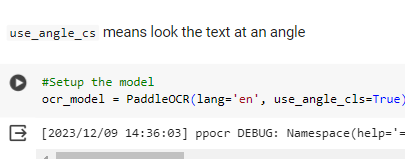 use_angle_cs means look the text at an angle
#Setup the model
ocr_model = PaddleOCR(lang='en', use_angle_cls=True)
[2023/12/09 14:36:03] ppocr DEBUG: Namespace(help='=